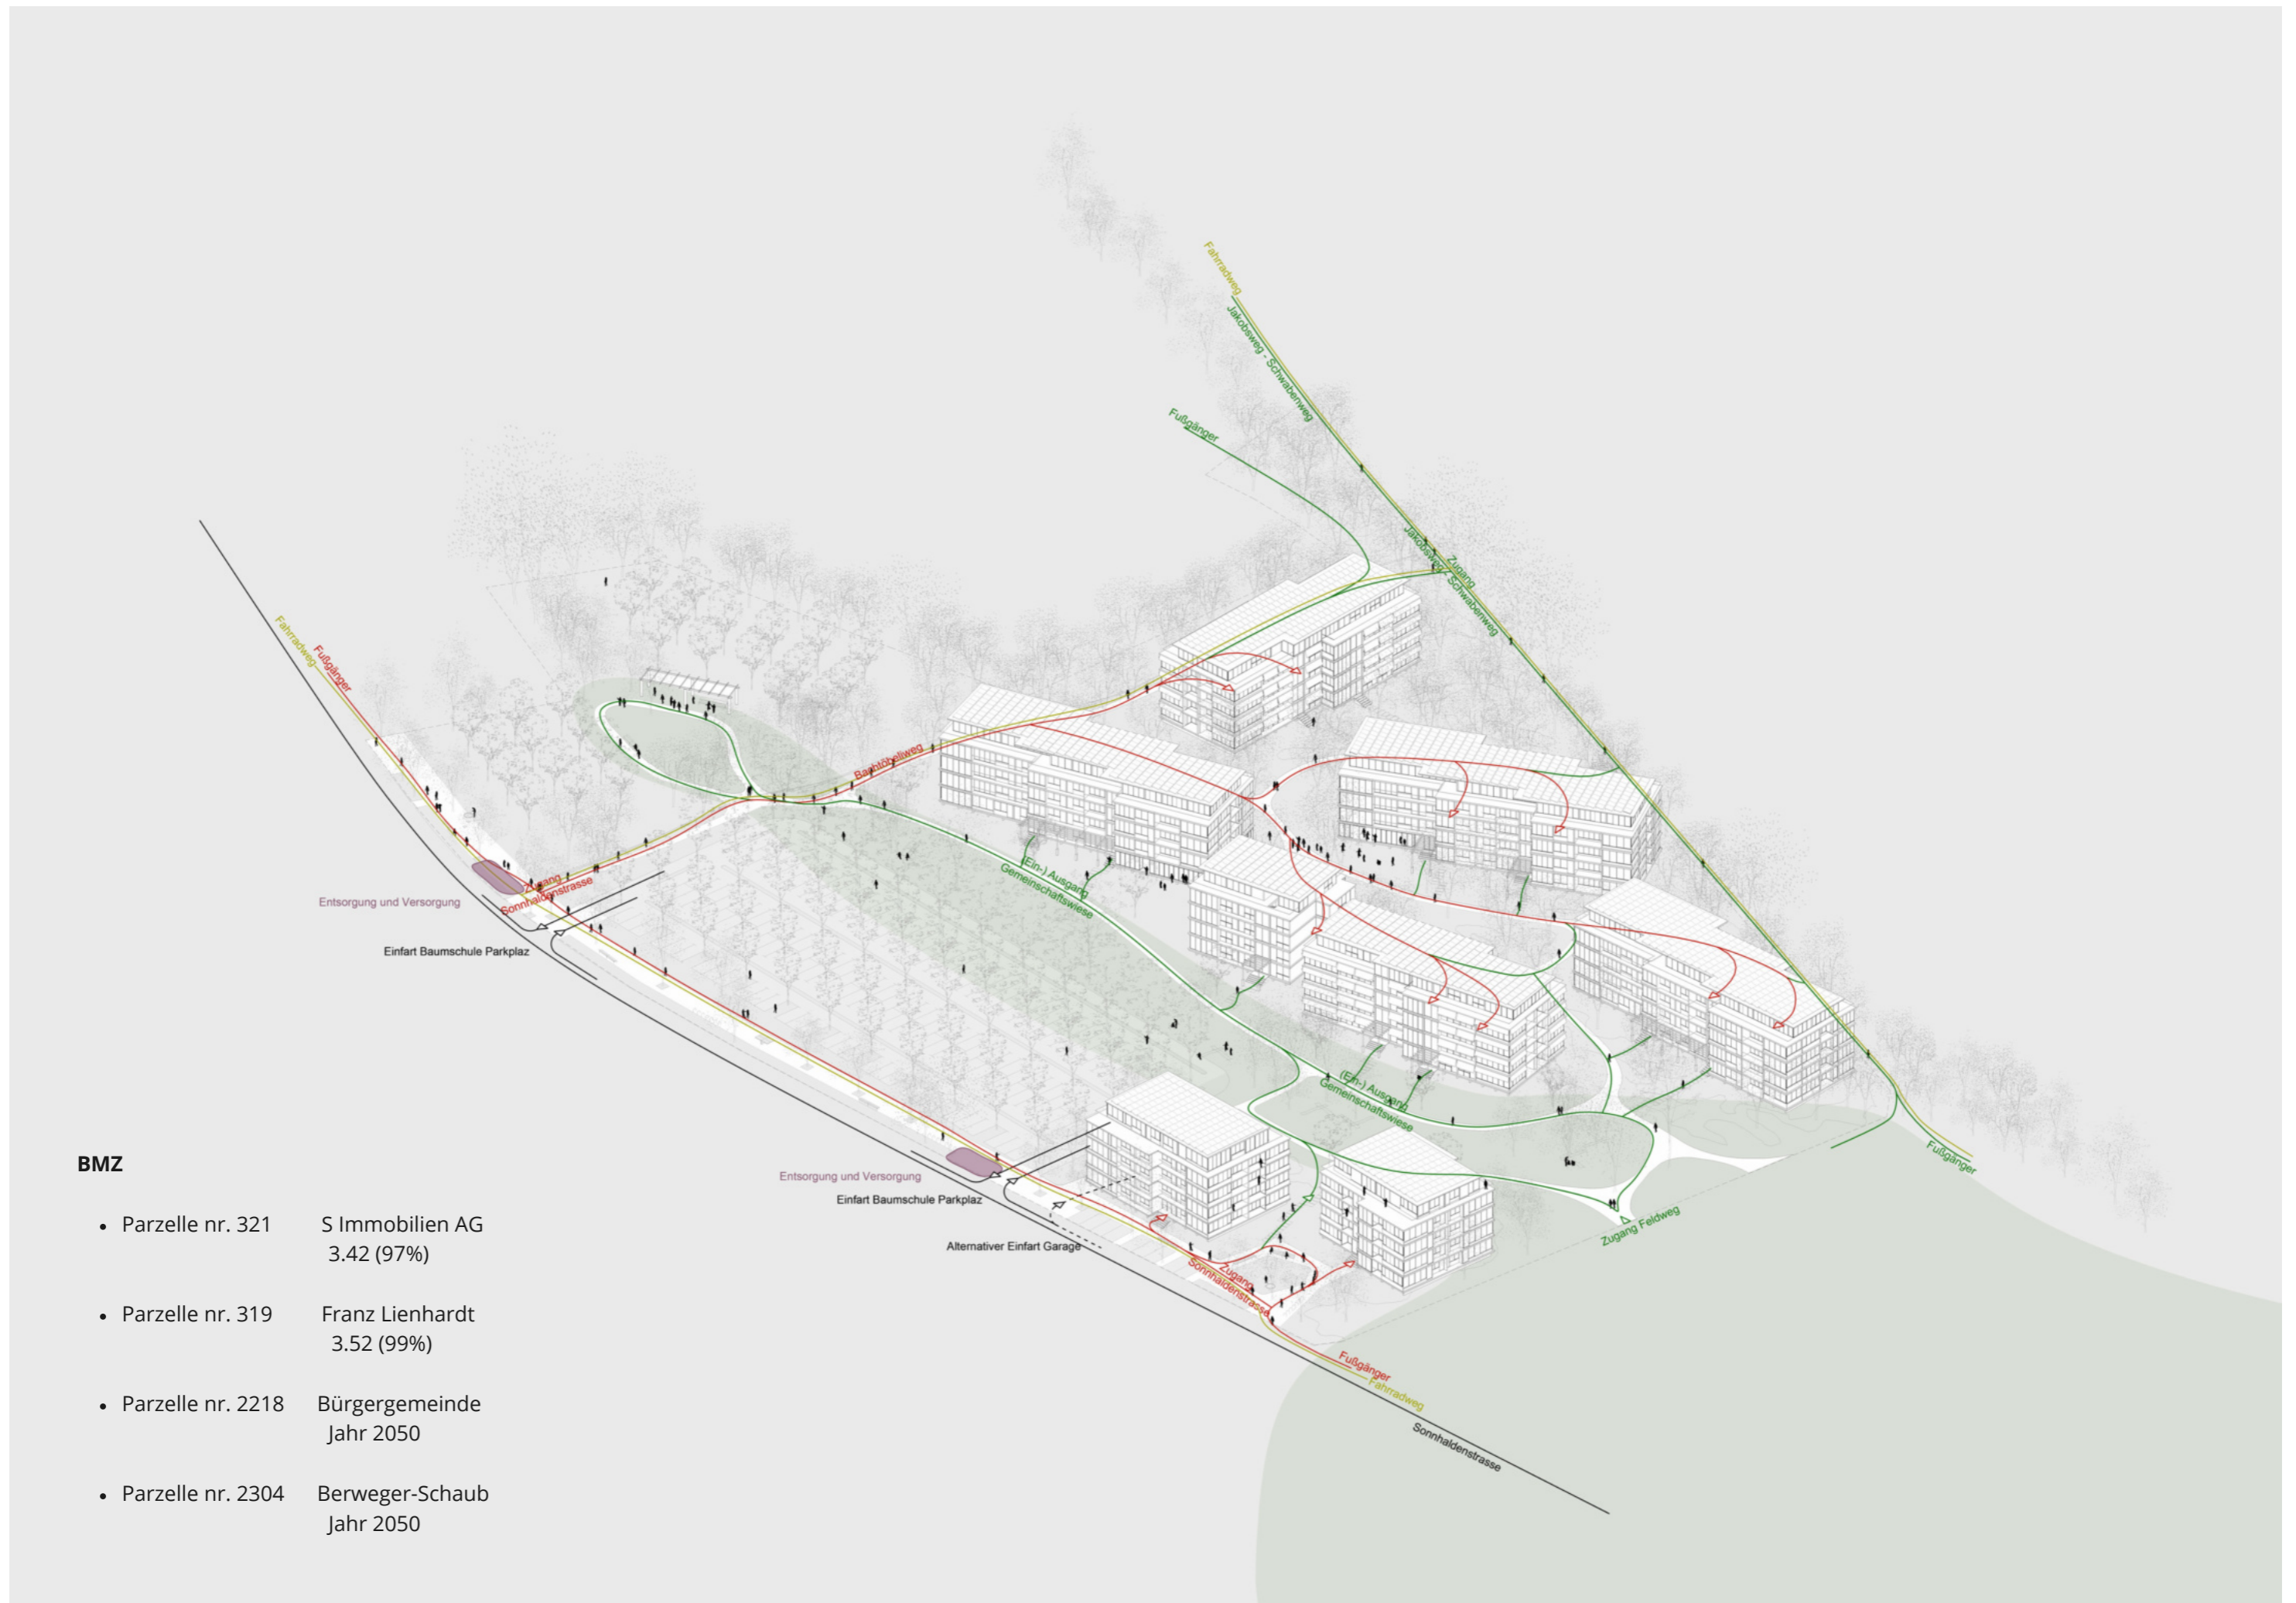 Fahrradweg
Jakobsweg - Schwabenweg
Fußgänger
Zugang
Jakobsweg - Schwabenweg
Fahrradweg
Fußgänger
Bachtöbeliweg
(Ein-) Ausgang
Gemeinschaftswiese
Zugang
Sonnhaldenstrasse
Entsorgung und Versorgung
Einfart Baumschule Parkplaz
(Ein-) Ausgang
Gemeinschaftswiese
Fußgänger
Entsorgung und Versorgung
Einfart Baumschule Parkplaz
Zugang Feldweg
Alternativer Einfart Garage
Zugang
Sonnhaldenstrasse
Fußgänger
Fahrradweg
Sonnhaldenstrasse
BMZ
• Parzelle nr. 321 S Immobilien AG
3.42 (97%)
• Parzelle nr. 319 Franz Lienhardt
3.52 (99%)
• Parzelle nr. 2218 Bürgergemeinde
Jahr 2050
• Parzelle nr. 2304 Berweger-Schaub
Jahr 2050